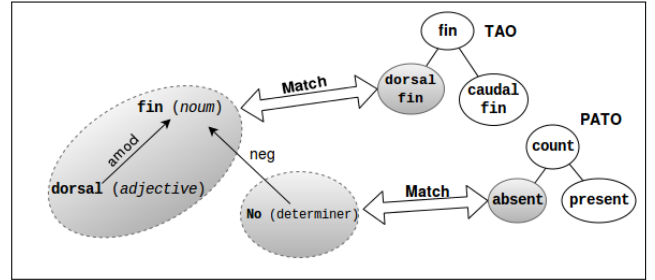 fin TAO
Match
dorsal
fin
caudal
fin
fin (noum)
PATO
count
amod
neg
dorsal (adjective)
Match
absent
present
No (determiner)